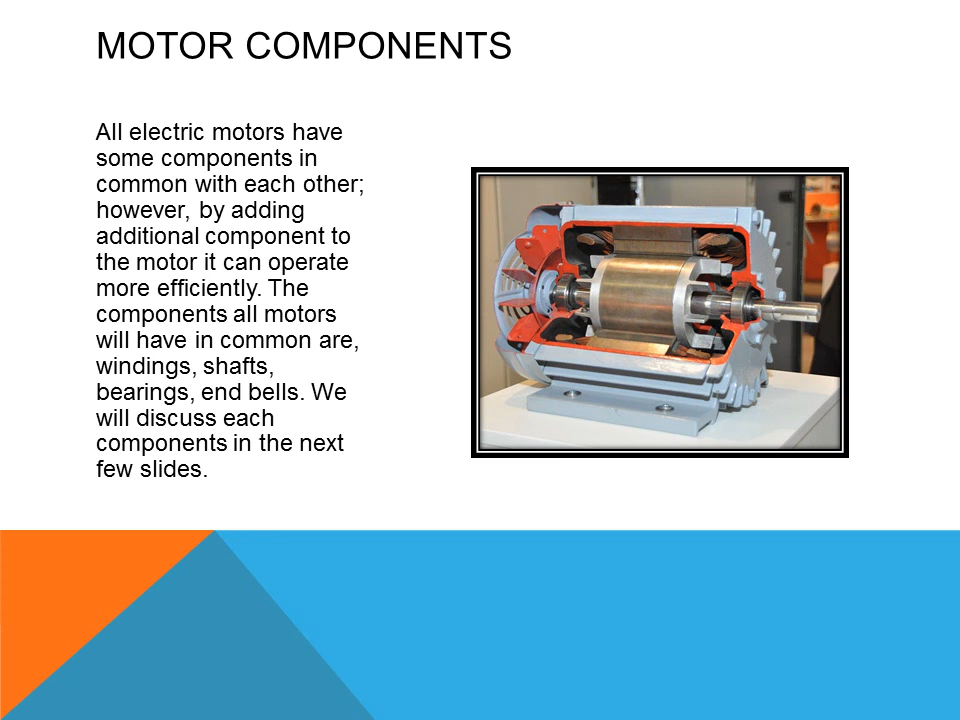 MOTOR COMPONENTS
All electric motors have
some components in
common with each other;
however, by adding
additional component to
the motor it can operate
more efficiently. The
components all motors
will have in common are,
windings, shafts,
bearings, end bells. We
will discuss each
components in the next
few slides.